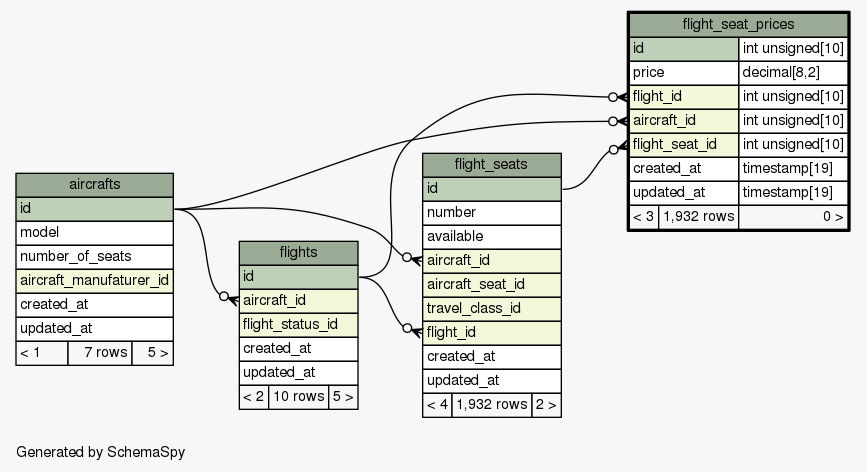 flight_seat_prices
id int unsigned[10]
price decimal[8,2]
flight_id int unsigned[10]
aircraft_id int unsigned[10]
flight_seat_id int unsigned[10]
created_at timestamp[19]
updated_at timestamp[19]
< 3 1,932 rows 0 >
flight_seats
id
number
available
aircraft_id
aircraft_seat_id
travel_class_id
flight_id
created_at
updated_at
< 4 1,932 rows 2 >
aircrafts
id
model
number_of_seats
aircraft_manufaturer_id
created_at
updated_at
< 1 7 rows 5 >
flights
id
aircraft_id
flight_status_id
created_at
updated_at
< 2 10 rows 5 >
Generated by SchemaSpy